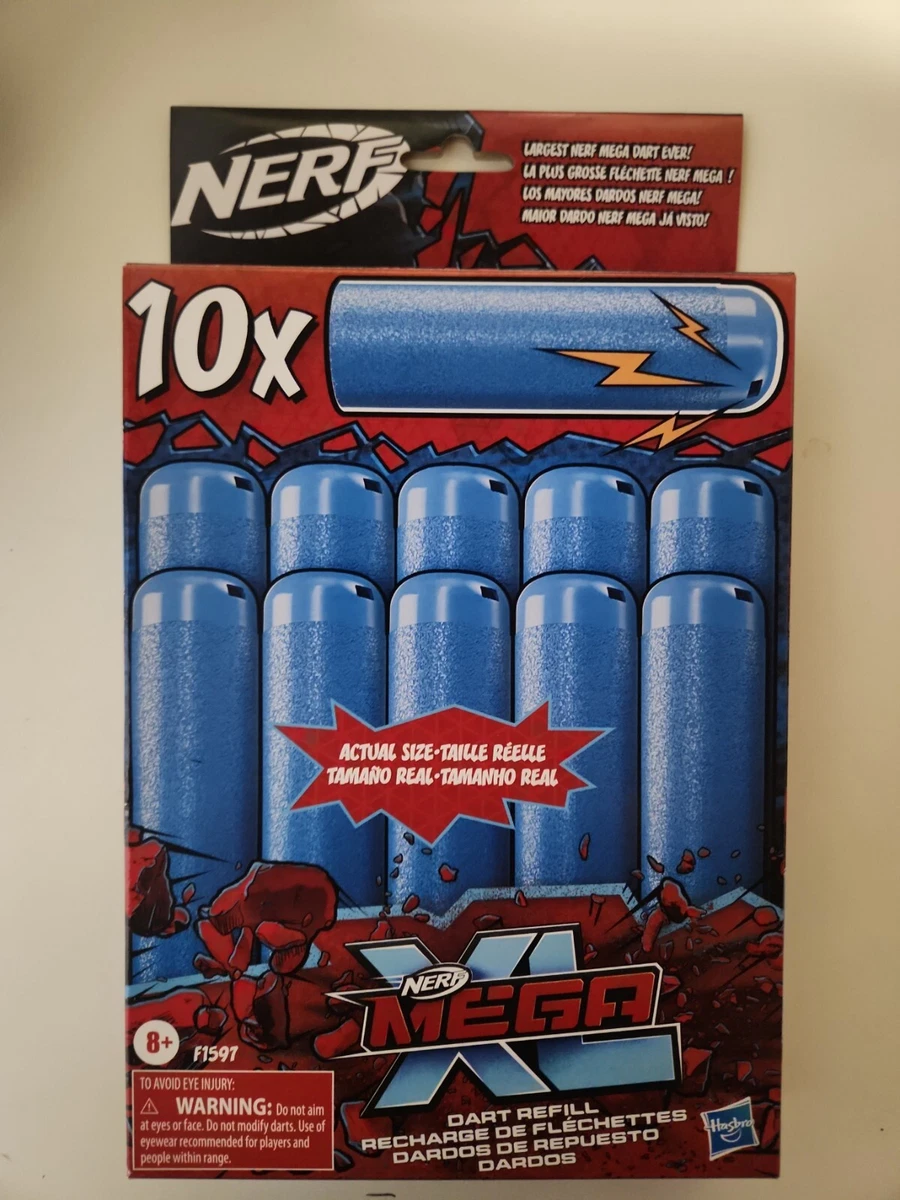 NERF
LARGEST NERF MEGA DART EVER!
LA PLUS GROSSE FLÉCHETTE NERF MEGA !
LOS MAYORES DARDOS NERF MEGA!
MAIOR DARDO NERF MEGA JÁ VISTO!
10x
ACTUAL SIZE•TAILLE RÉELLE
TAMAÑO REAL•TAMANHO REAL
XL
NERF
MEGA
8+
F1597
TO AVOID EYE INJURY:
⚠ WARNING: Do not aim
at eyes or face. Do not modify darts. Use of
eyewear recommended for players and
people within range.
DART REFILL
RECHARGE DE FLÉCHETTES
DARDOS DE REPUESTO
DARDOS
Hasbro